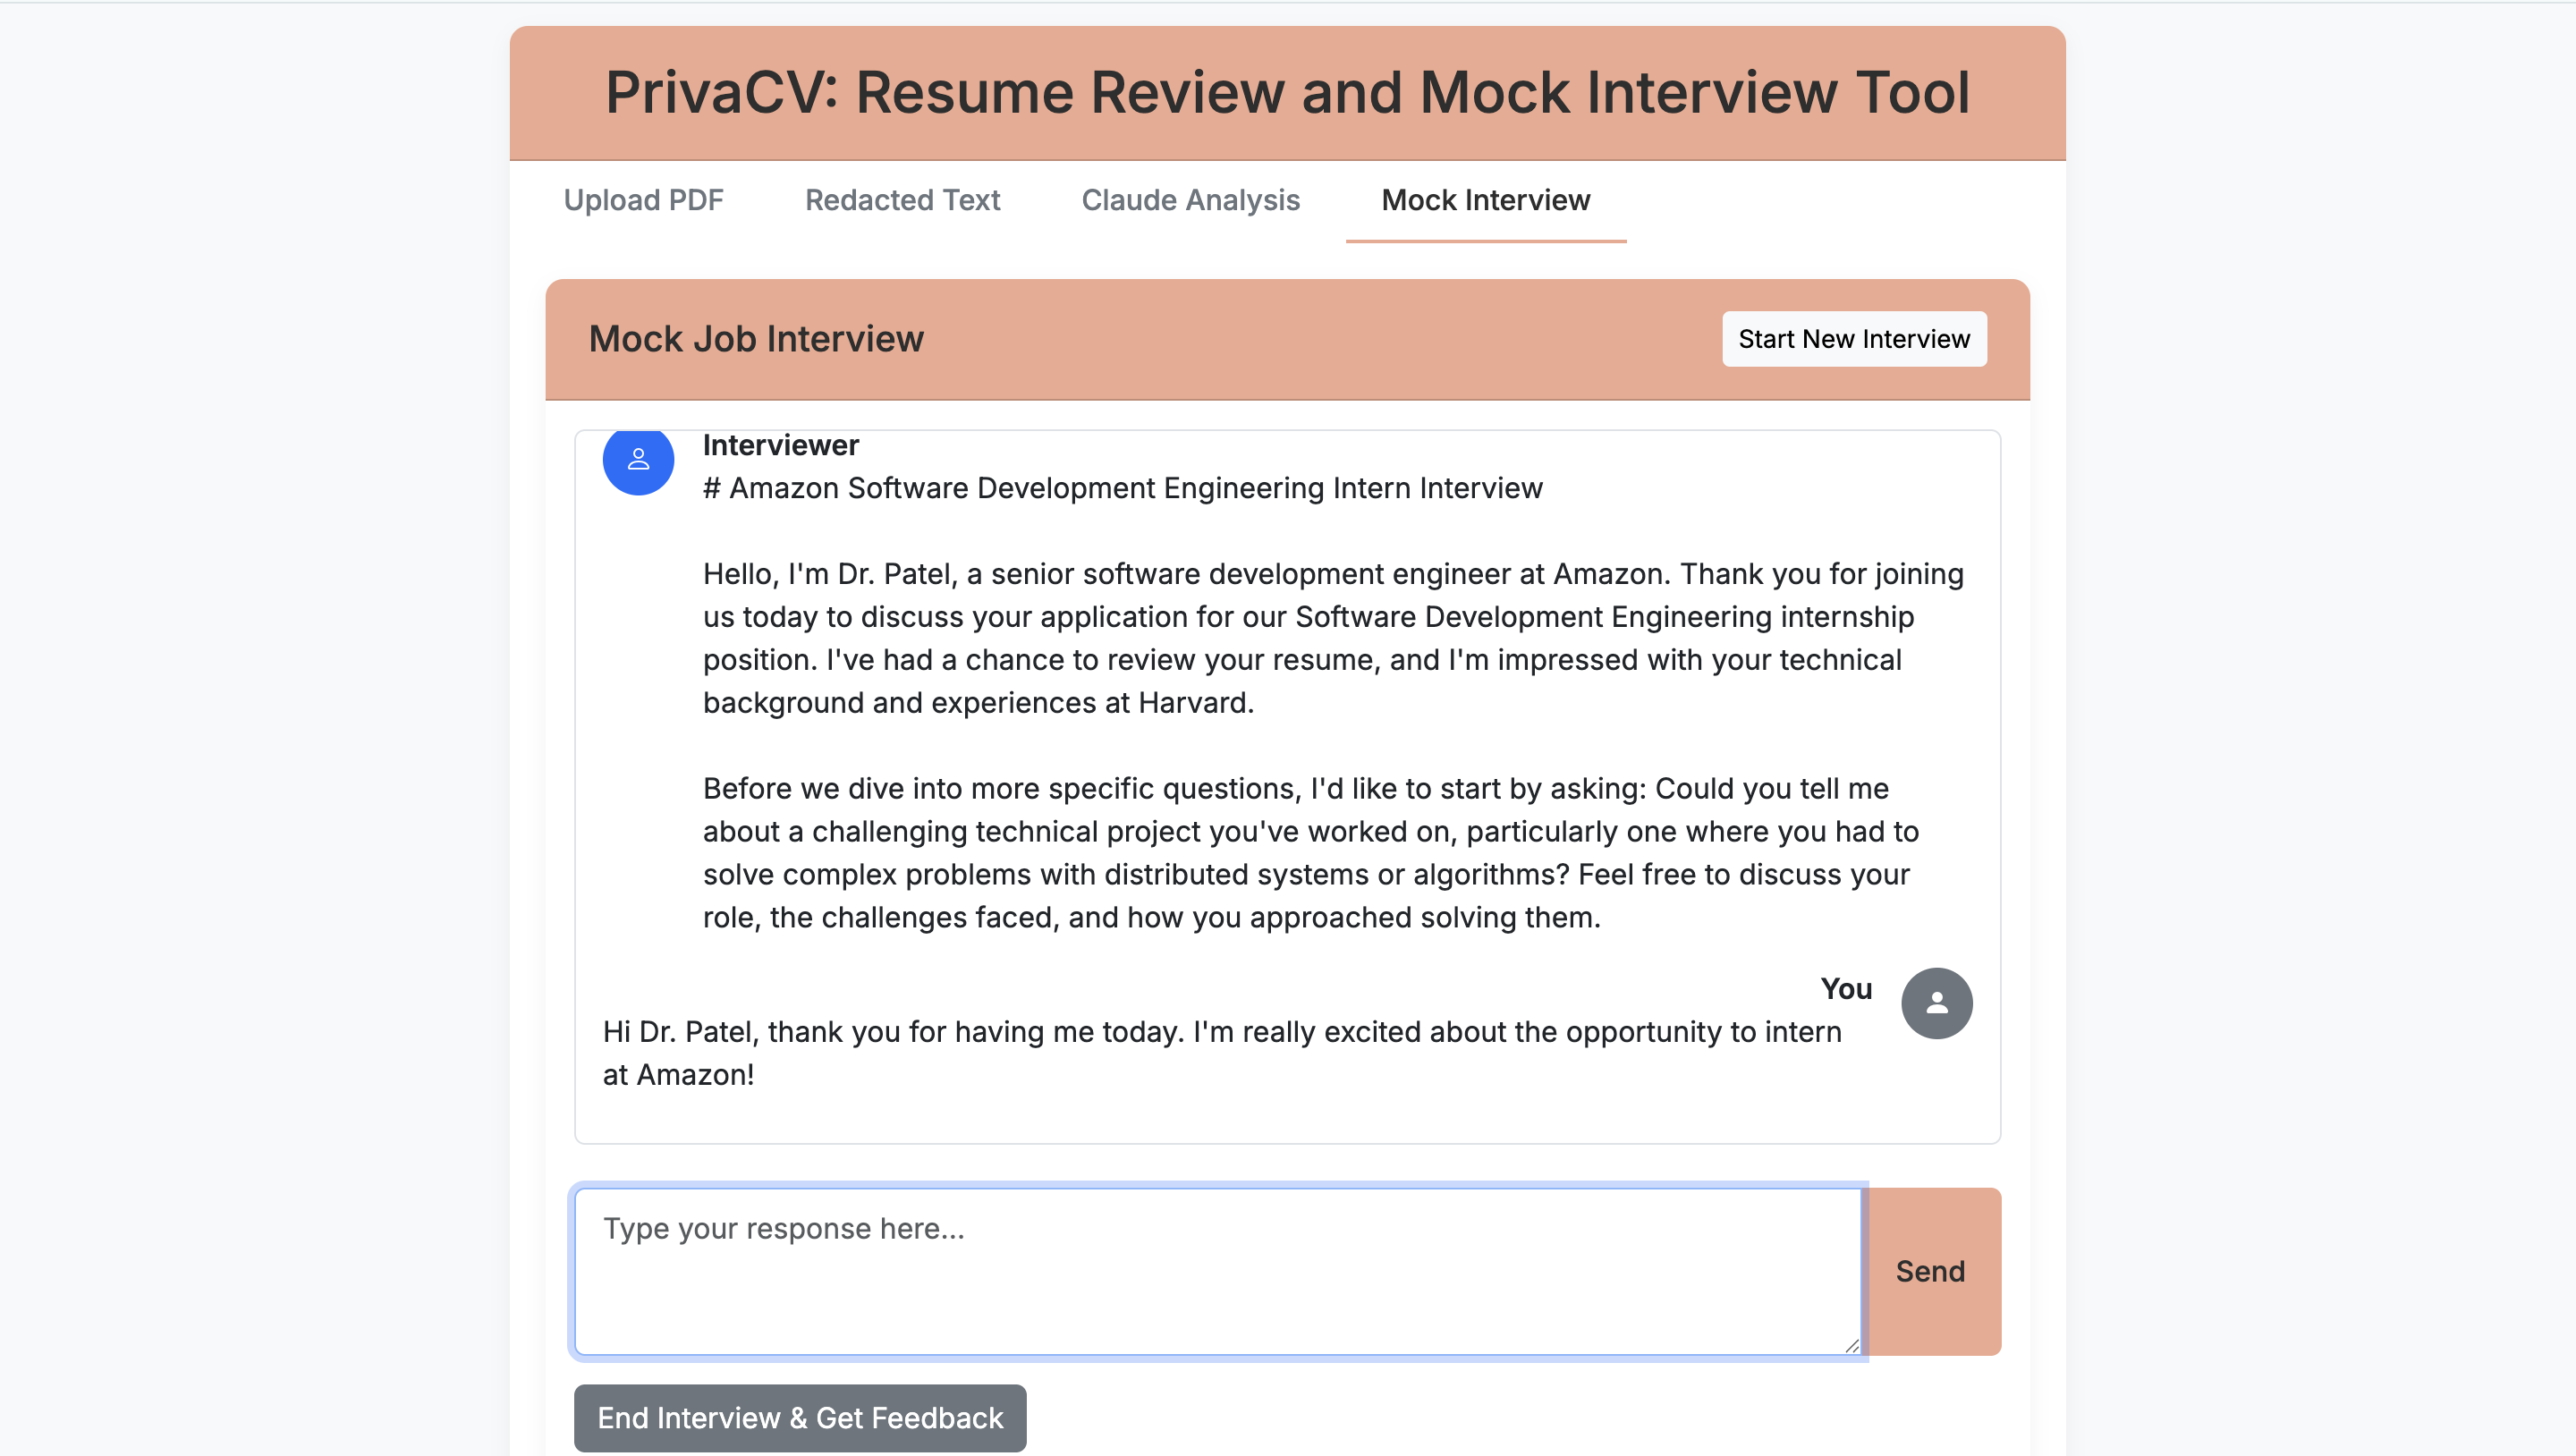 PrivaCV: Resume Review and Mock Interview Tool
Upload PDF
Redacted Text
Claude Analysis
Mock Interview
Mock Job Interview
Start New Interview
Interviewer
# Amazon Software Development Engineering Intern Interview
Hello, I'm Dr. Patel, a senior software development engineer at Amazon. Thank you for joining
us today to discuss your application for our Software Development Engineering internship
position. I've had a chance to review your resume, and I'm impressed with your technical
background and experiences at Harvard.
Before we dive into more specific questions, I'd like to start by asking: Could you tell me
about a challenging technical project you've worked on, particularly one where you had to
solve complex problems with distributed systems or algorithms? Feel free to discuss your
role, the challenges faced, and how you approached solving them.
You
Hi Dr. Patel, thank you for having me today. I'm really excited about the opportunity to intern
at Amazon!
Type your response here...
Send
End Interview & Get Feedback